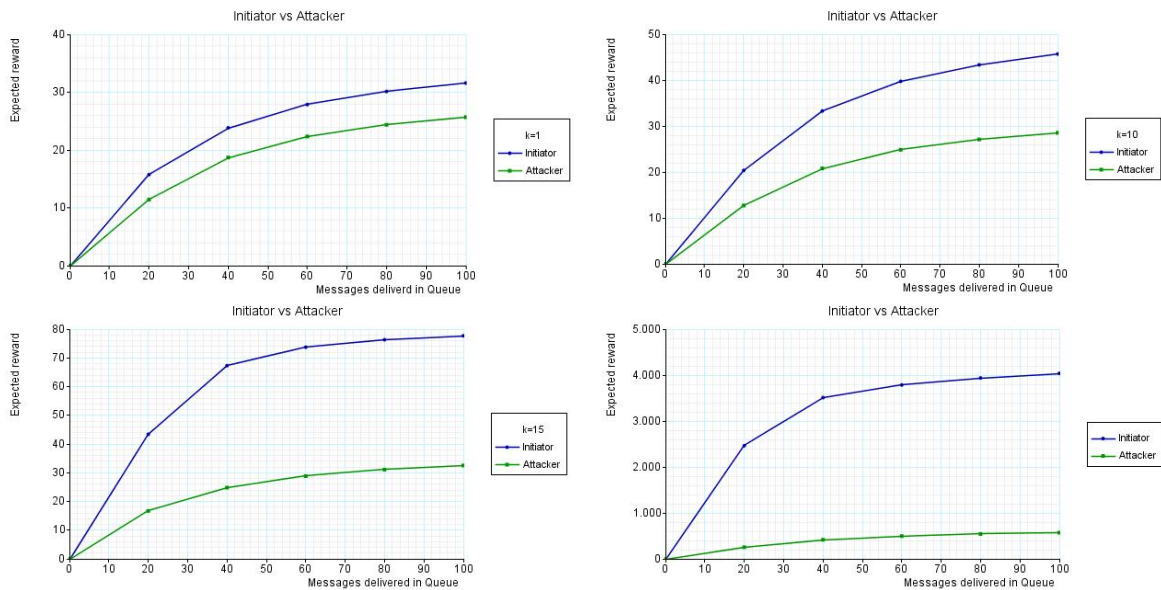 Initiator vs Attacker
Expected reward
40
30
20
10
0
0 10 20 30 40 50 60 70 80 90 100
Messages deliverd in Queue
k=1
Initiator
Attacker
Initiator vs Attacker
Expected reward
50
40
30
20
10
0
0 10 20 30 40 50 60 70 80 90 100
Messages delivered in Queue
k=10
Initiator
Attacker
Initiator vs Attacker
Expected reward
80
70
60
50
40
30
20
10
0
0 10 20 30 40 50 60 70 80 90 100
Messages delivered in Queue
k=15
Initiator
Attacker
Initiator vs Attacker
Expected reward
5.000
4.000
3.000
2.000
1.000
0
0 10 20 30 40 50 60 70 80 90 100
Messages delivered in Queue
Initiator
Attacker